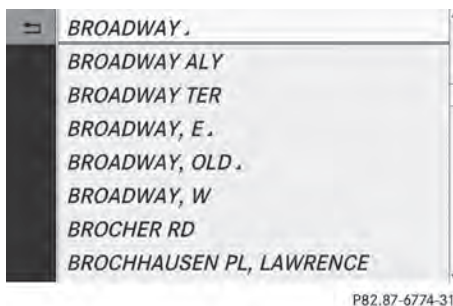 BROADWAY
BROADWAY ALY
BROADWAY TER
BROADWAY, E
BROADWAY, OLD
BROADWAY, W
BROCHER RD
BROCHHAUSEN PL, LAWRENCE
P82.87-6774-31